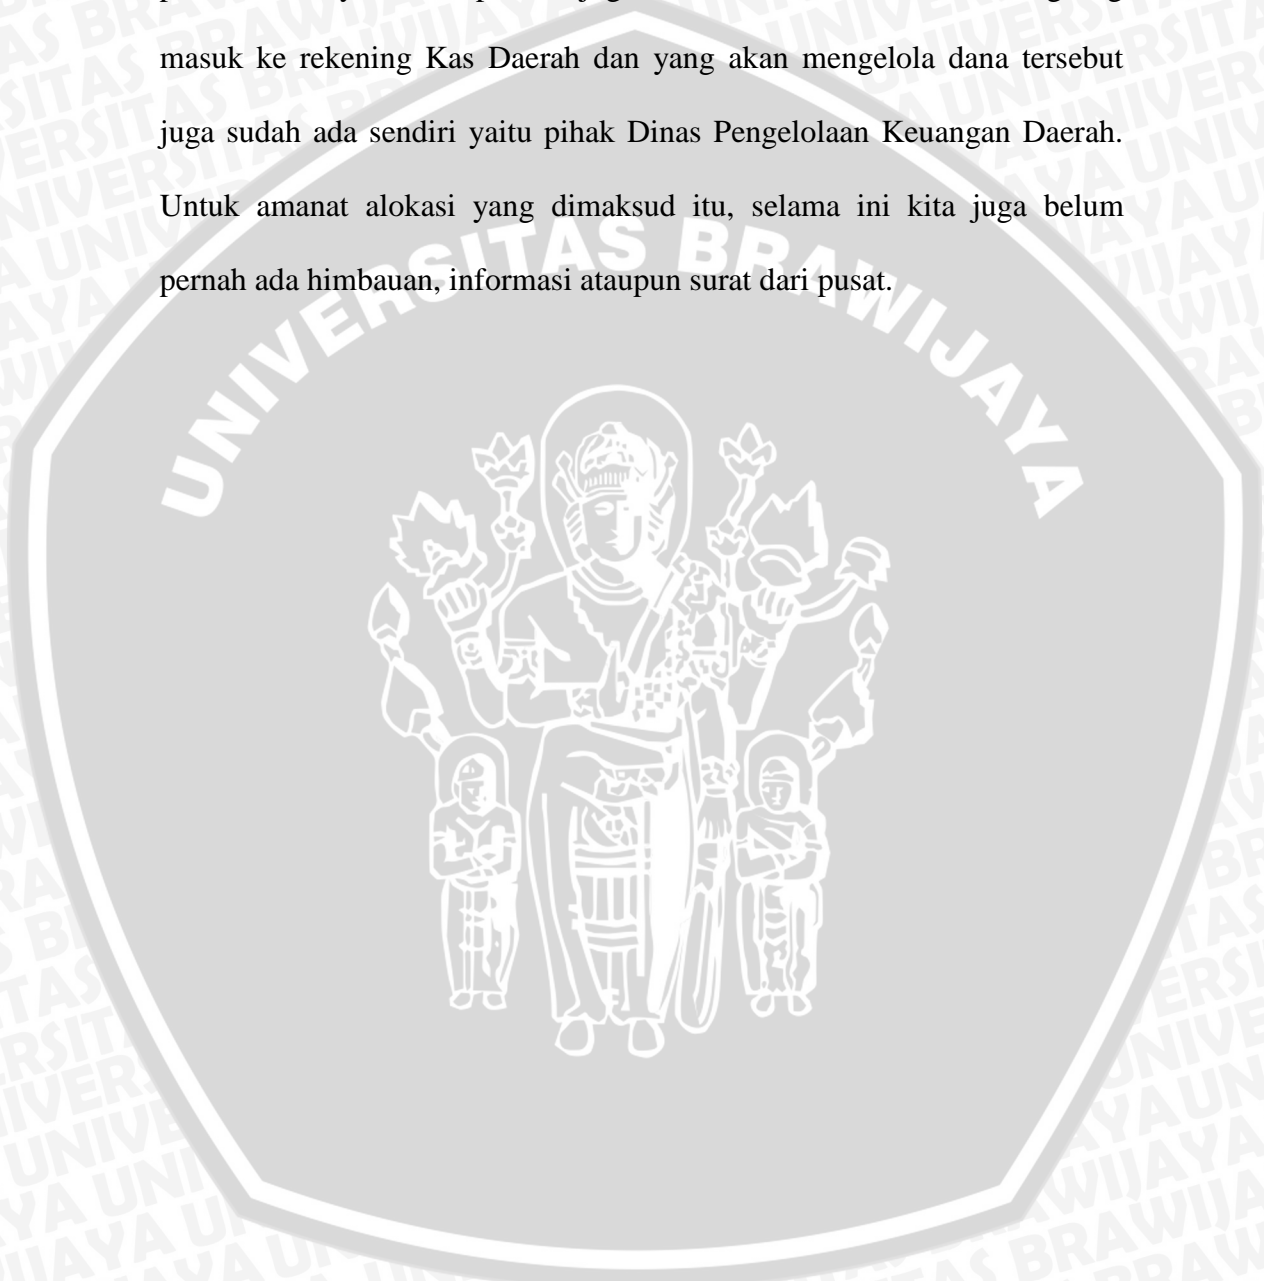 masuk ke rekening Kas Daerah dan yang akan mengelola dana tersebut
juga sudah ada sendiri yaitu pihak Dinas Pengelolaan Keuangan Daerah.
Untuk amanat alokasi yang dimaksud itu, selama ini kita juga belum
pernah ada himbauan, informasi ataupun surat dari pusat.
UNIVERSITAS BRAWIJAYA